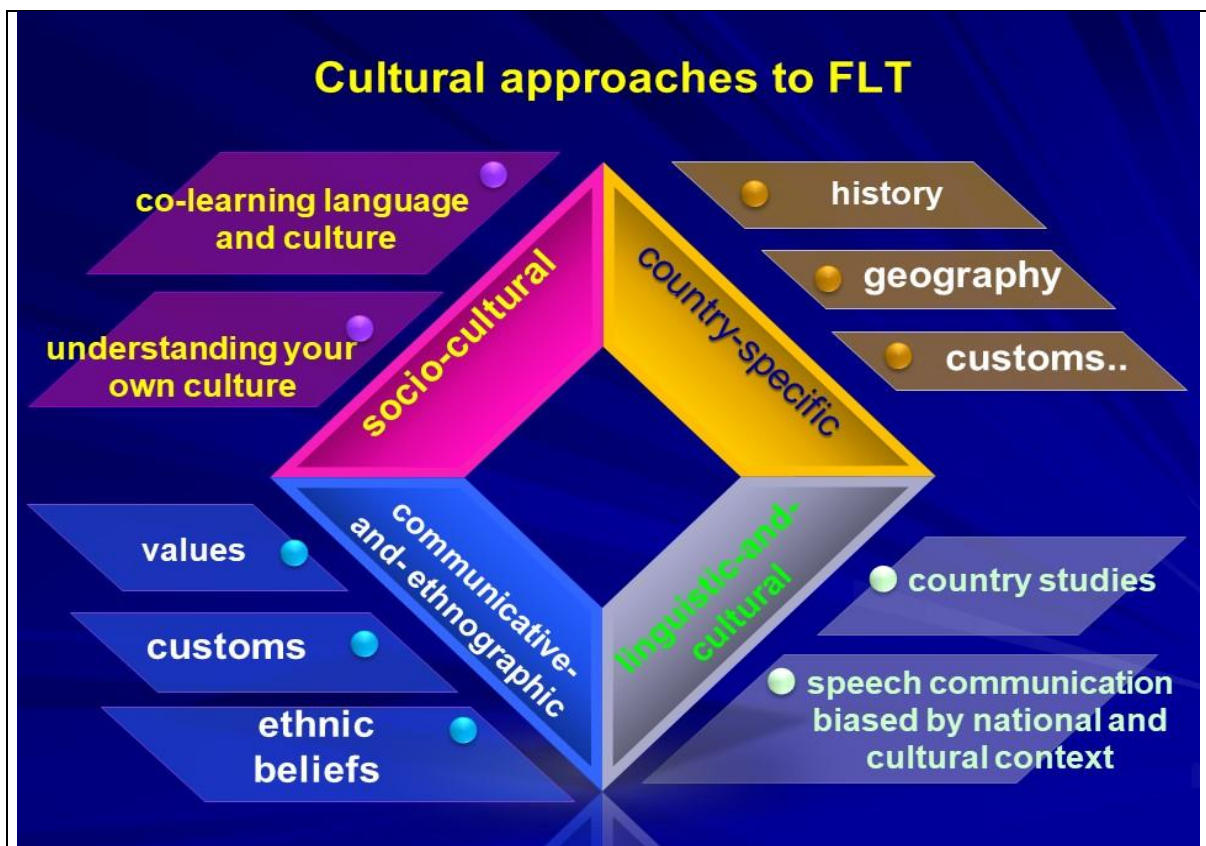 Cultural approaches to FLT
co-learning language
and culture
understanding your
own culture
socio-cultural
country-specific
history
geography
customs..
values
customs
ethnic
beliefs
communicative-
and- ethnographic
linguistic-and-
cultural
country studies
speech communication
biased by national and
cultural context